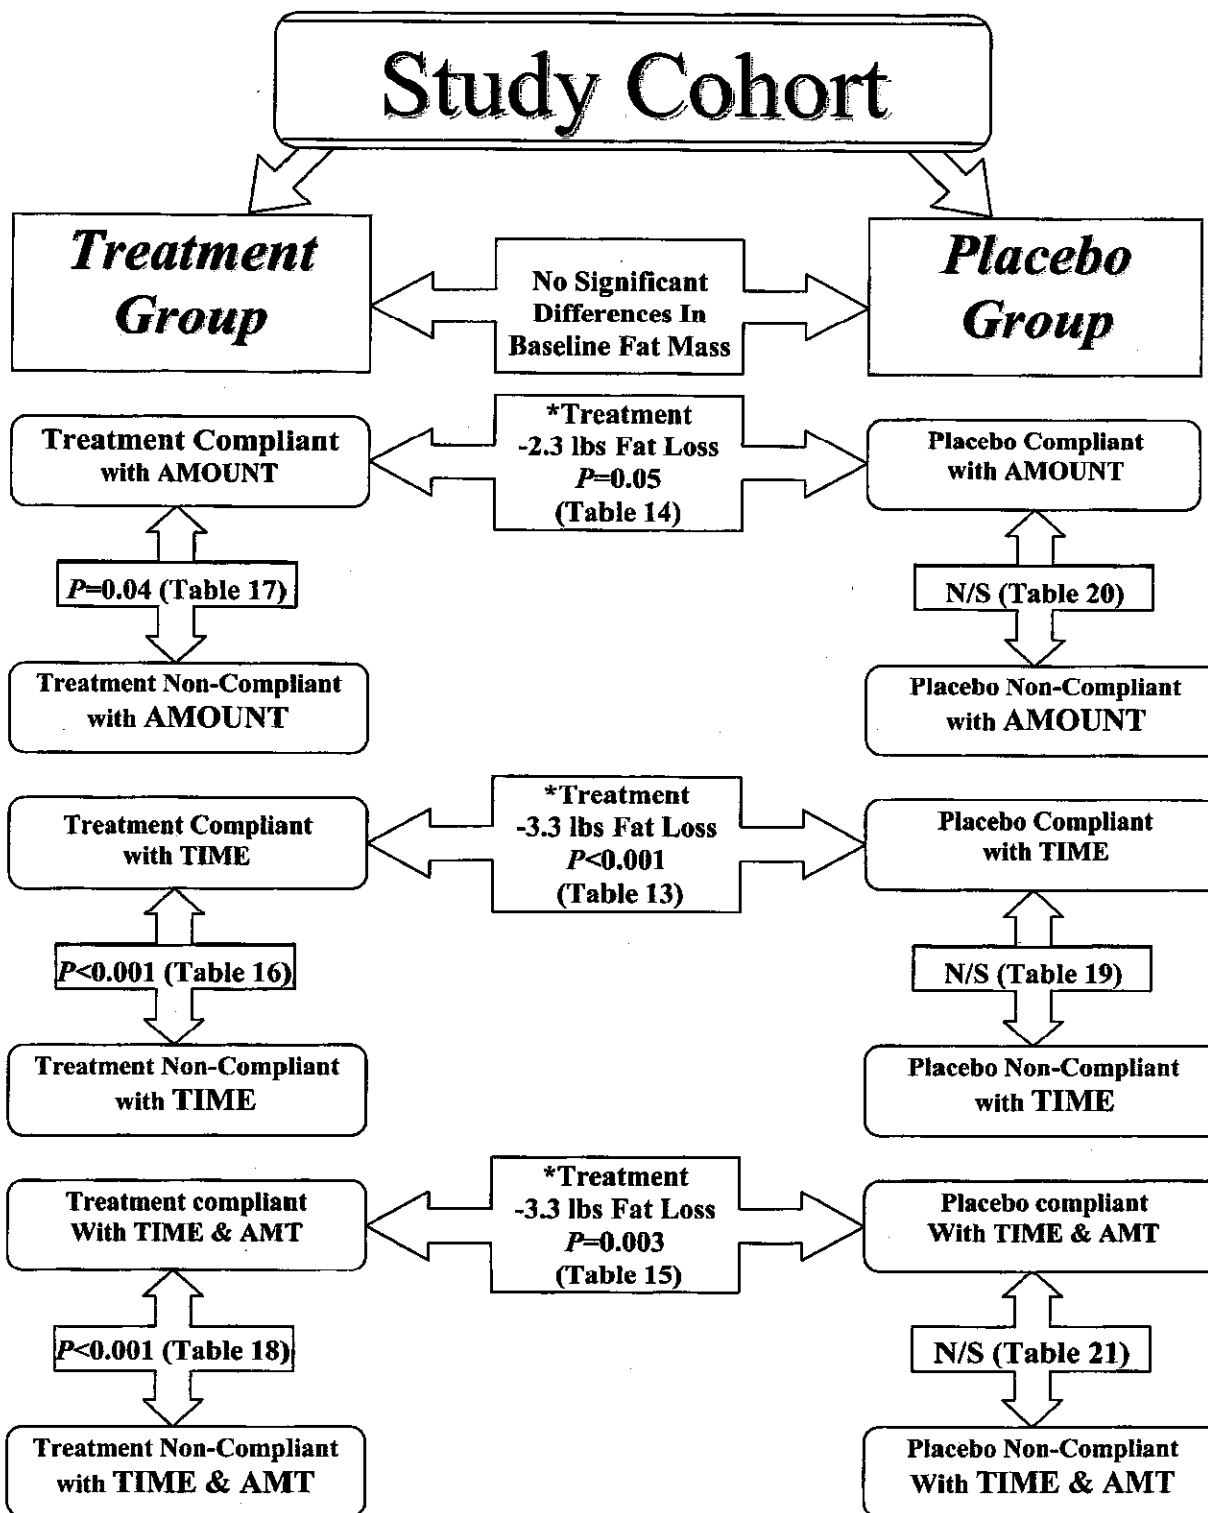 Study Cohort
Treatment
Group
No Significant
Differences In
Baseline Fat Mass
Placebo
Group
Treatment Compliant
with AMOUNT
*Treatment
-2.3 lbs Fat Loss
P=0.05
(Table 14)
Placebo Compliant
with AMOUNT
P=0.04 (Table 17)
N/S (Table 20)
Treatment Non-Compliant
with AMOUNT
Placebo Non-Compliant
with AMOUNT
Treatment Compliant
with TIME
*Treatment
-3.3 lbs Fat Loss
P<0.001
(Table 13)
Placebo Compliant
with TIME
P<0.001 (Table 16)
N/S (Table 19)
Treatment Non-Compliant
with TIME
Placebo Non-Compliant
with TIME
Treatment compliant
With TIME & AMT
*Treatment
-3.3 lbs Fat Loss
P=0.003
(Table 15)
Placebo compliant
With TIME & AMT
P<0.001 (Table 18)
N/S (Table 21)
Treatment Non-Compliant
with TIME & AMT
Placebo Non-Compliant
With TIME & AMT